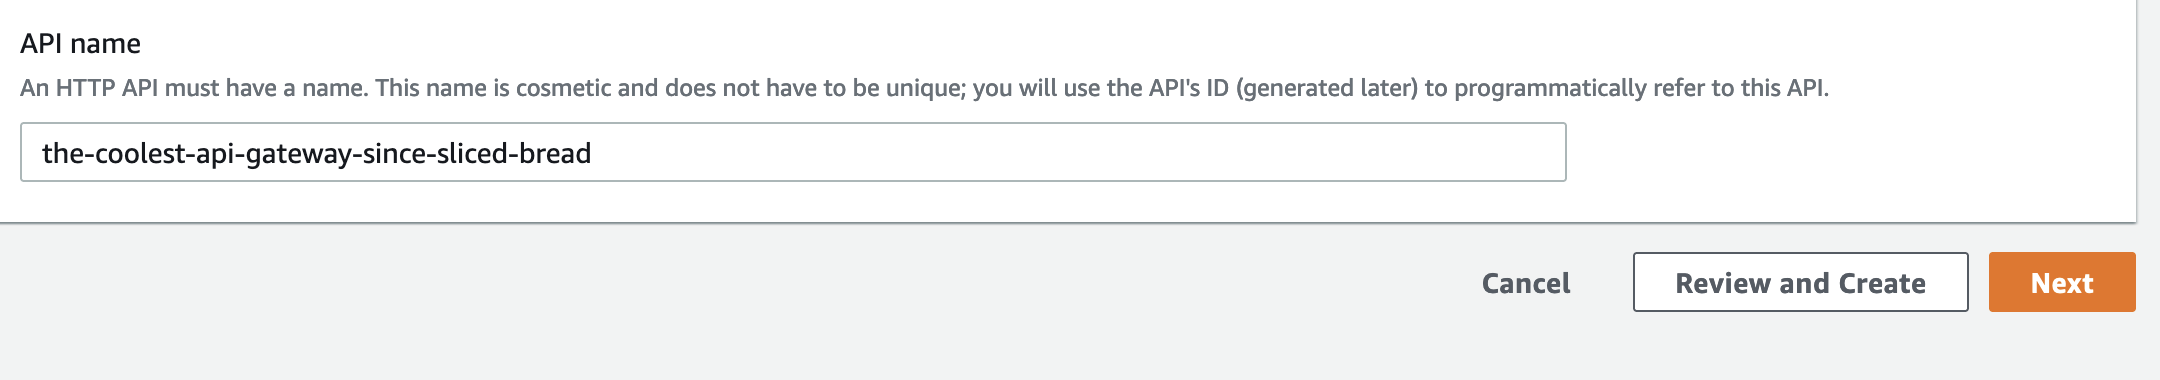 API name
An HTTP API must have a name. This name is cosmetic and does not have to be unique; you will use the API's ID (generated later) to programmatically refer to this API.
the-coolest-api-gateway-since-sliced-bread
Cancel Review and Create Next